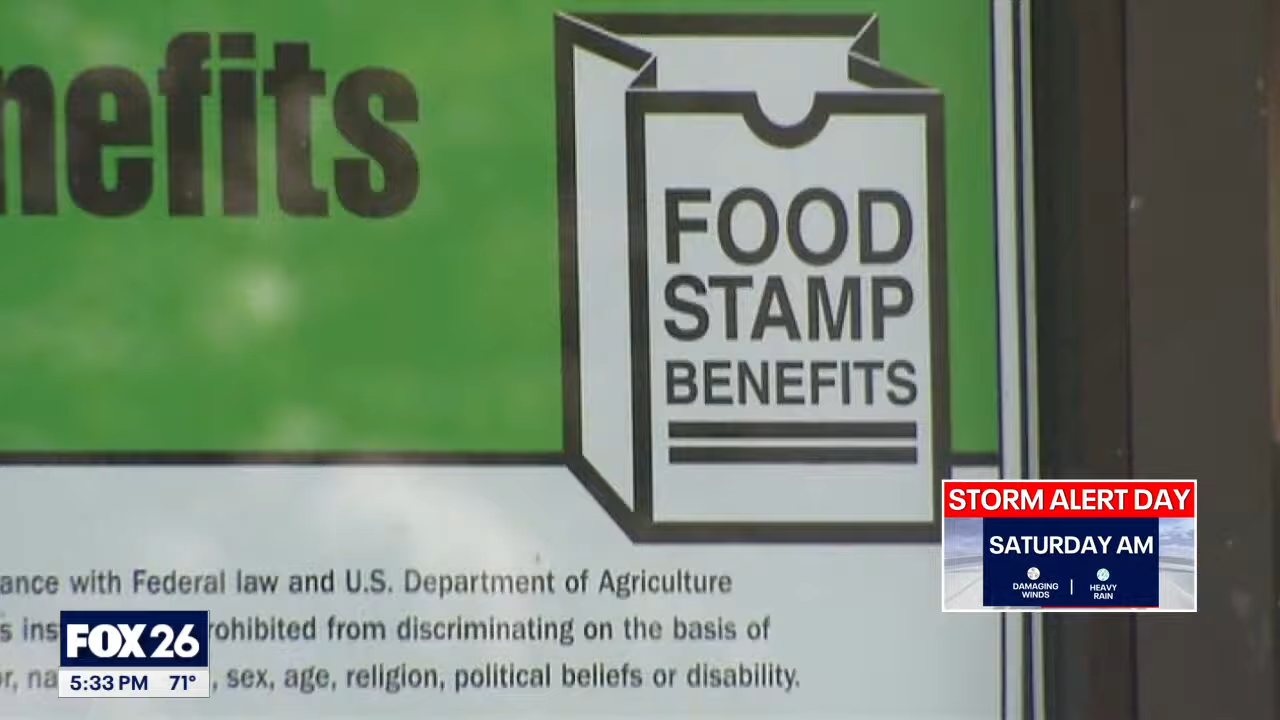 nefits
FOOD
STAMP
BENEFITS
ance with Federal law and U.S. Department of Agriculture
s ins rohibited from discriminating on the basis of
or, na , sex, age, religion, political beliefs or disability.
STORM ALERT DAY
SATURDAY AM
DAMAGING WINDS | HEAVY RAIN
FOX 26
5:33 PM 71°